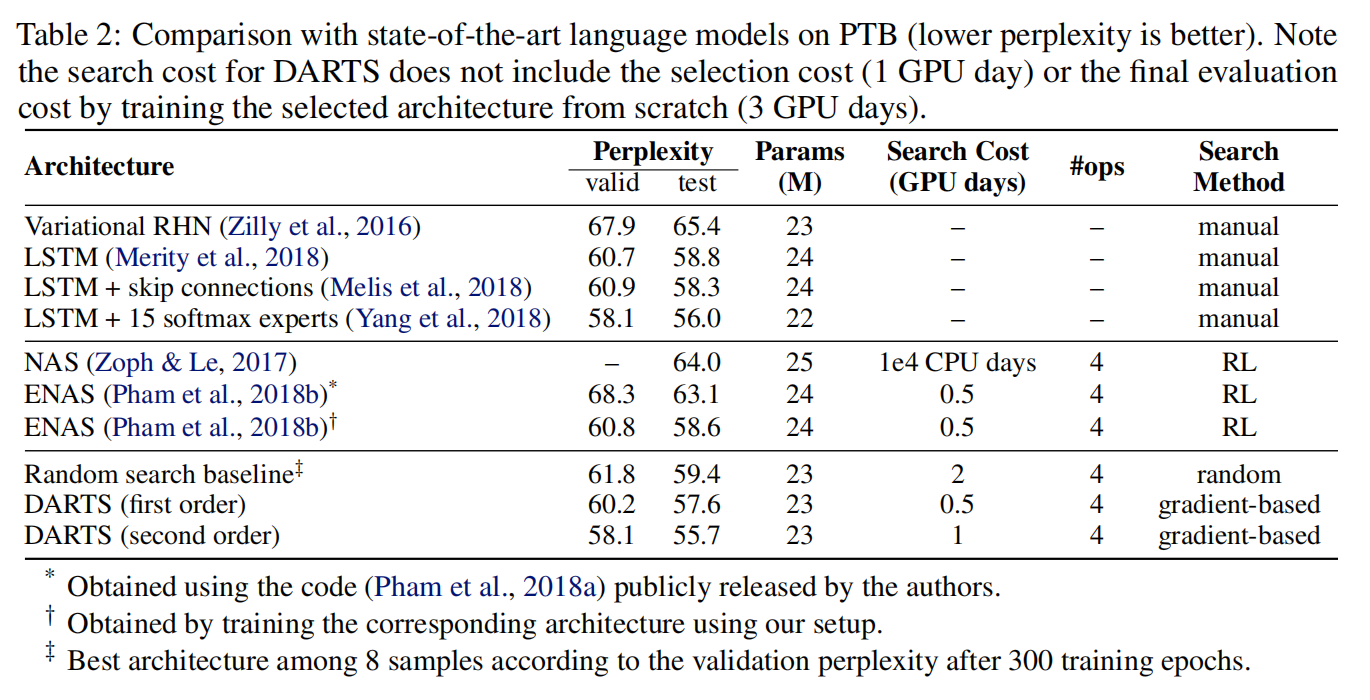 Table 2: Comparison with state-of-the-art language models on PTB (lower perplexity is better). Note
the search cost for DARTS does not include the selection cost (1 GPU day) or the final evaluation
cost by training the selected architecture from scratch (3 GPU days).
Architecture Perplexity Params Search Cost #ops Search
valid test (M) (GPU days) Method
Variational RHN (Zilly et al., 2016) 67.9 65.4 23 – – manual
LSTM (Merity et al., 2018) 60.7 58.8 24 – – manual
LSTM + skip connections (Melis et al., 2018) 60.9 58.3 24 – – manual
LSTM + 15 softmax experts (Yang et al., 2018) 58.1 56.0 22 – – manual
NAS (Zoph & Le, 2017) – 64.0 25 1e4 CPU days 4 RL
ENAS (Pham et al., 2018b)* 68.3 63.1 24 0.5 4 RL
ENAS (Pham et al., 2018b)† 60.8 58.6 24 0.5 4 RL
Random search baseline‡ 61.8 59.4 23 2 4 random
DARTS (first order) 60.2 57.6 23 0.5 4 gradient-based
DARTS (second order) 58.1 55.7 23 1 4 gradient-based
* Obtained using the code (Pham et al., 2018a) publicly released by the authors.
† Obtained by training the corresponding architecture using our setup.
‡ Best architecture among 8 samples according to the validation perplexity after 300 training epochs.